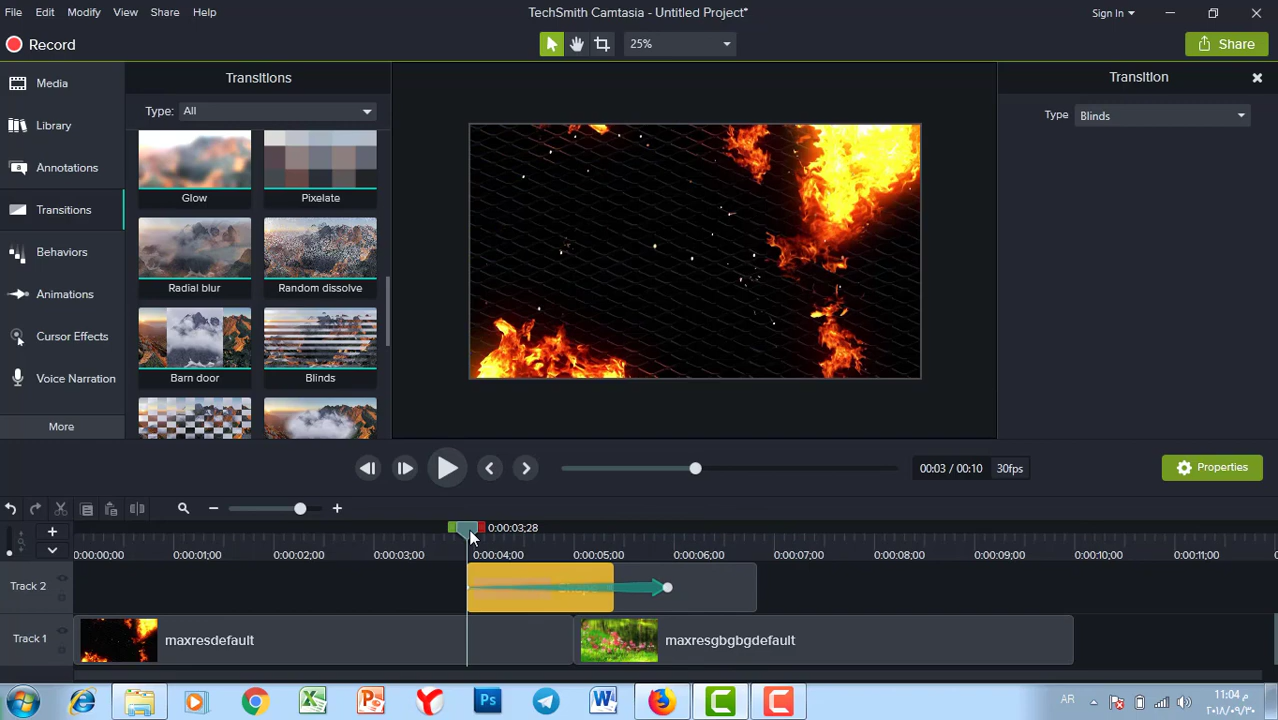 File Edit Modify View Share Help
TechSmith Camtasia - Untitled Project*
Sign In
Record
25%
Share
Media
Library
Annotations
Transitions
Behaviors
Animations
Cursor Effects
Voice Narration
More
Transitions
Type: All
Glow Pixelate
Radial blur Random dissolve
Barn door Blinds
Transition
Type Blinds
00:03 / 00:10 30fps
Properties
0:00:03;28
0:00:00;00 0:00:01;00 0:00:02;00 0:00:03;00 0:00:04;00 0:00:05;00 0:00:06;00 0:00:07;00 0:00:08;00 0:00:09;00 0:00:10;00 0:00:11;00
Track 2
Track 1
maxresdefault
maxresgbgbgdefault
AR
١١:٠٤ م
٢٠١٨/٠٩/٣٠